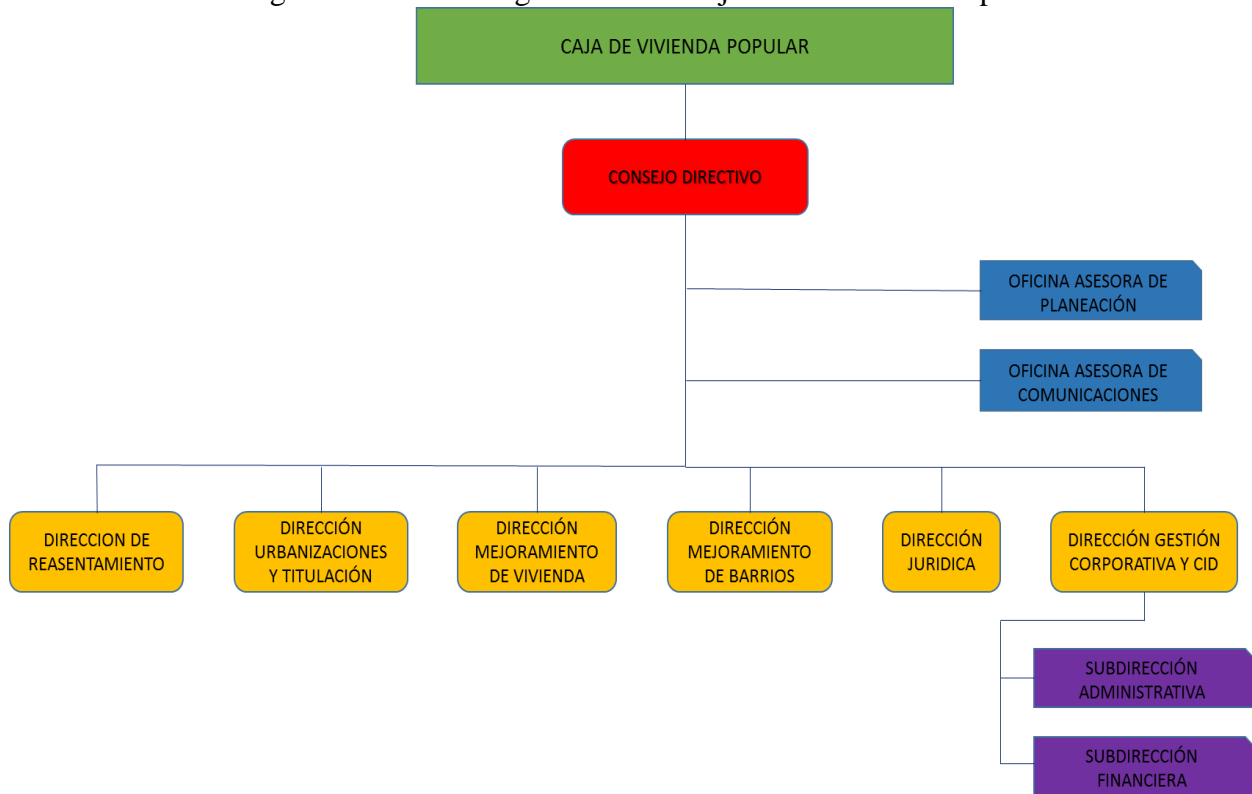 CAJA DE VIVIENDA POPULAR
CONSEJO DIRECTIVO
OFICINA ASESORA DE
PLANEACIÓN
OFICINA ASESORA DE
COMUNICACIONES
DIRECCION DE
REASENTAMIENTO
DIRECCIÓN
URBANIZACIONES
Y TITULACIÓN
DIRECCIÓN
MEJORAMIENTO
DE VIVIENDA
DIRECCIÓN
MEJORAMIENTO
DE BARRIOS
DIRECCIÓN
JURIDICA
DIRECCIÓN GESTIÓN
CORPORATIVA Y CID
SUBDIRECCIÓN
ADMINISTRATIVA
SUBDIRECCIÓN
FINANCIERA